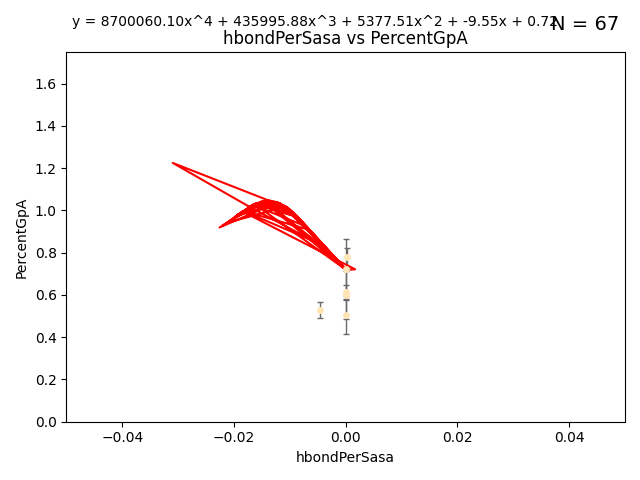 y = 8700060.10x^4 + 435995.88x^3 + 5377.51x^2 + -9.55x + 0.72
N = 67
hbondPerSasa vs PercentGpA
1.6
1.4
1.2
1.0
0.8
0.6
0.4
0.2
0.0
PercentGpA
−0.04
−0.02
0.00
0.02
0.04
hbondPerSasa